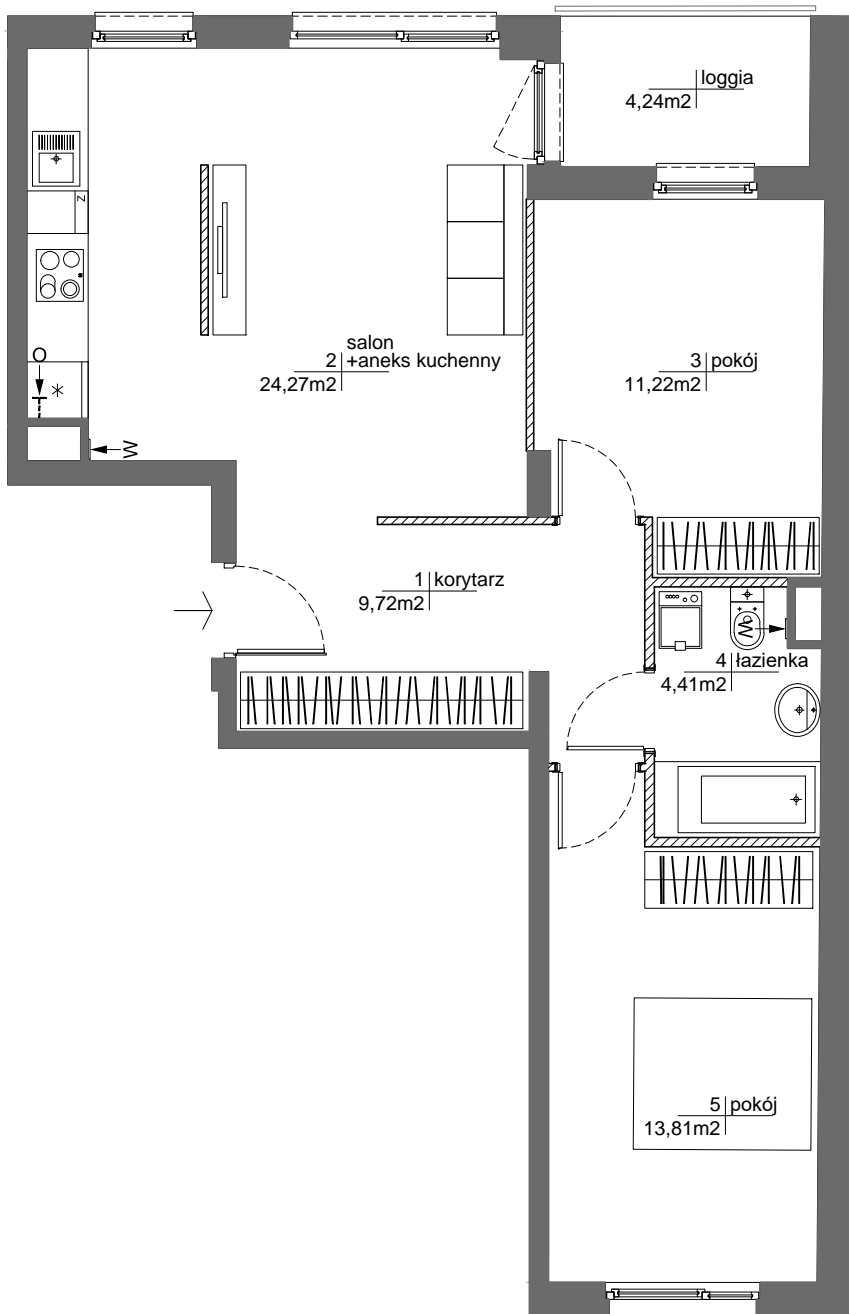 loggia
4,24m2
Z
salon
2 +aneks kuchenny
24,27m2
3 pokój
11,22m2
O
W
1 korytarz
9,72m2
W
4 łazienka
4,41m2
5 pokój
13,81m2